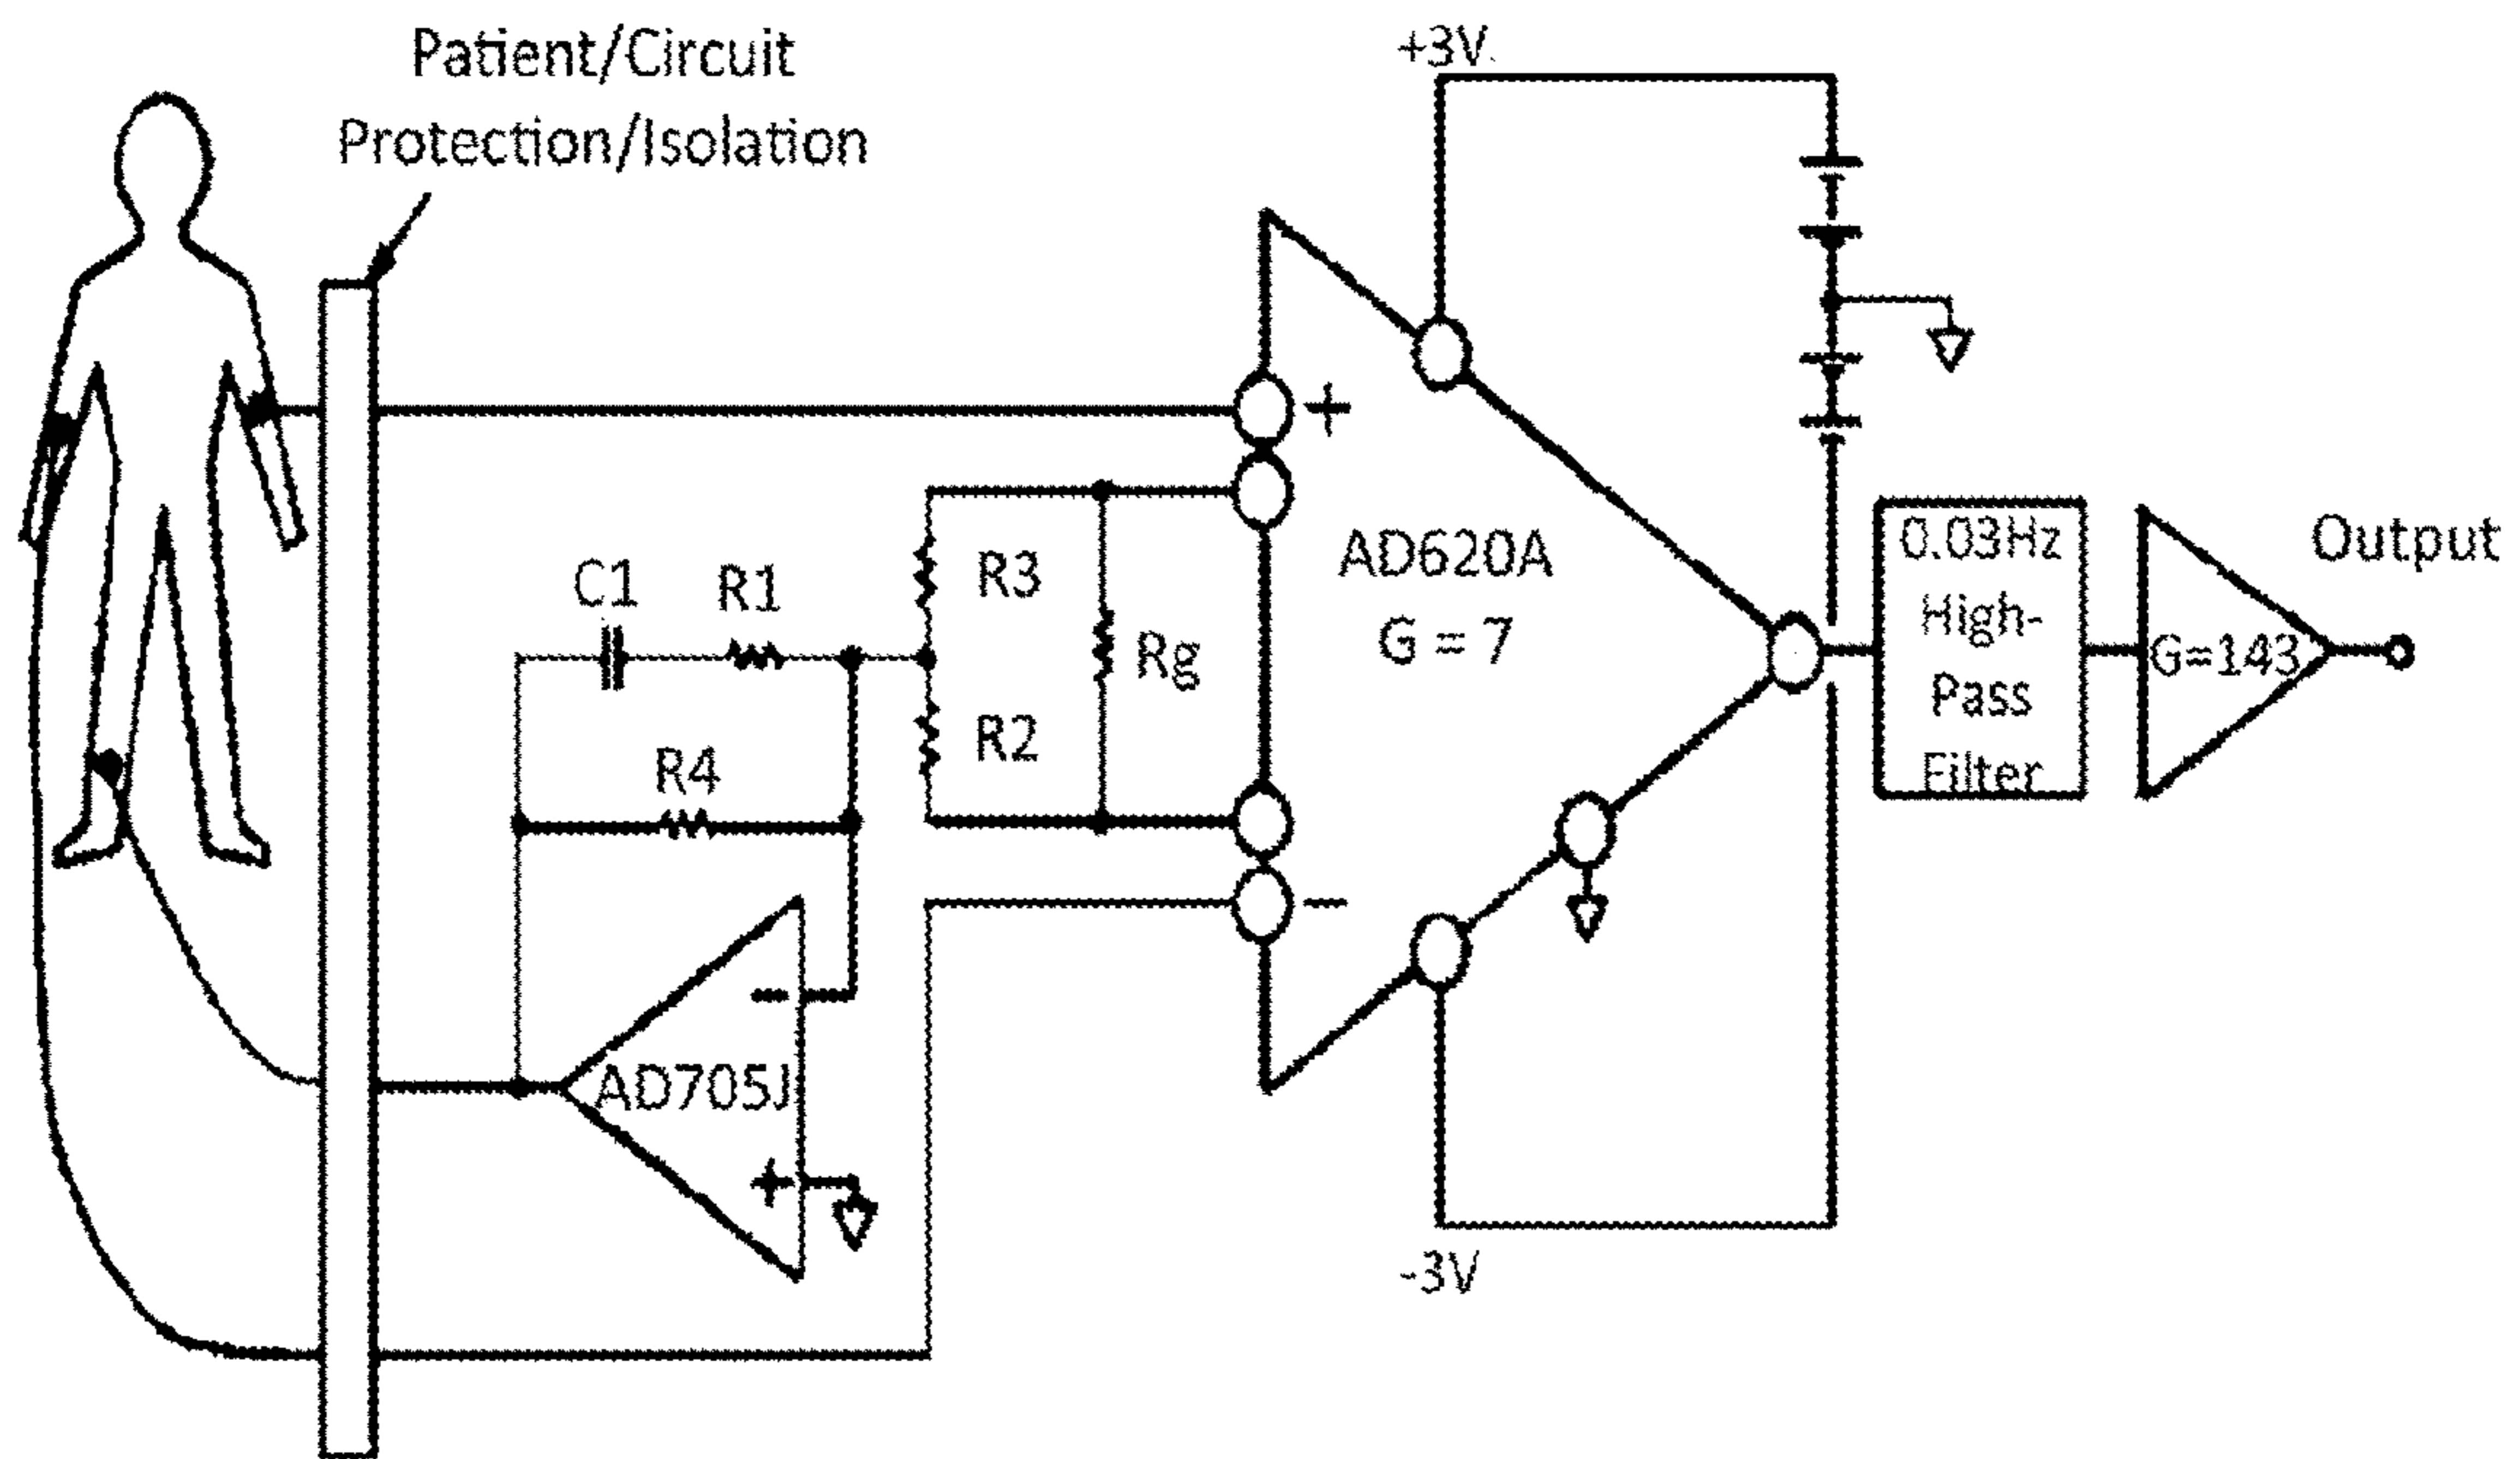 Patient/Circuit
Protection/Isolation
+3V
+
C1
R1
R3
R4
R2
Rg
AD620A
G = 7
0.03Hz
High-
Pass
Filter
G=143
Output
-
AD705J
+
-
-3V